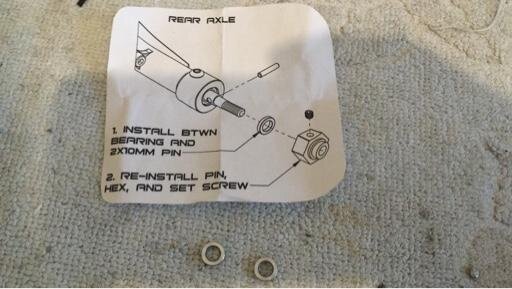 REAR AXLE
1. INSTALL BTWN
BEARING AND
2X10MM PIN
2. RE-INSTALL PIN,
HEX, AND SET SCREW